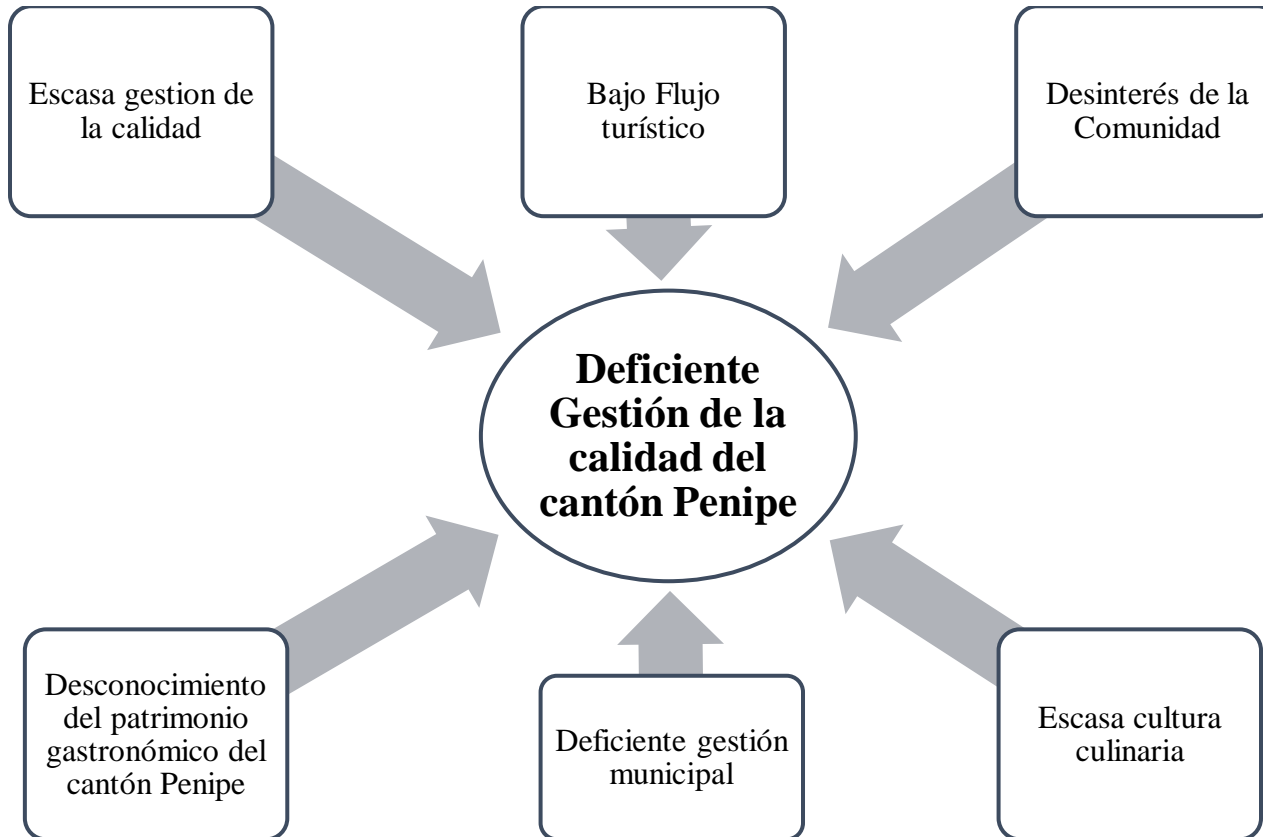 Escasa gestion de
la calidad
Bajo Flujo
turístico
Desinterés de la
Comunidad
Deficiente
Gestión de la
calidad del
cantón Penipe
Desconocimiento
del patrimonio
gastronómico del
cantón Penipe
Deficiente gestión
municipal
Escasa cultura
culinaria